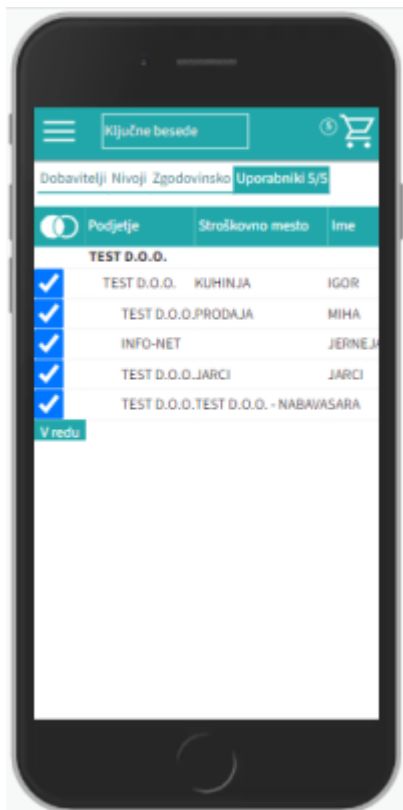 Ključne besede
5
Dobavitelji Nivoji Zgodovinsko Uporabniki 5/5
Podjetje Stroškovno mesto Ime
TEST D.O.O.
TEST D.O.O. KUHINJA IGOR
TEST D.O.O. PRODAJA MIHA
INFO-NET JERNEJ
TEST D.O.O. JARCI JARCI
TEST D.O.O. TEST D.O.O. - NABAVA SARA
V redu